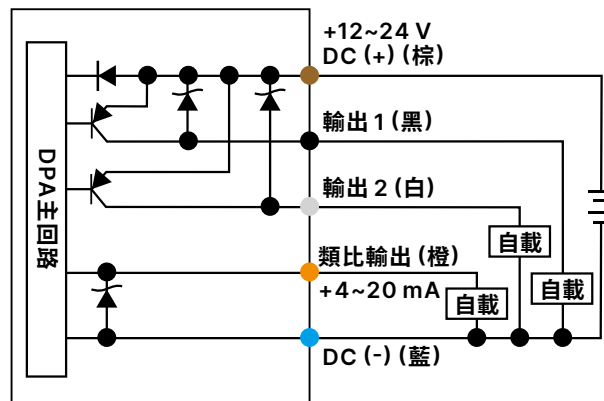 +12~24 V
DC (+) (棕)
輸出 1 (黑)
輸出 2 (白)
類比輸出 (橙)
+4~20 mA
DC (-) (藍)
DPA主回路
自載
自載
自載